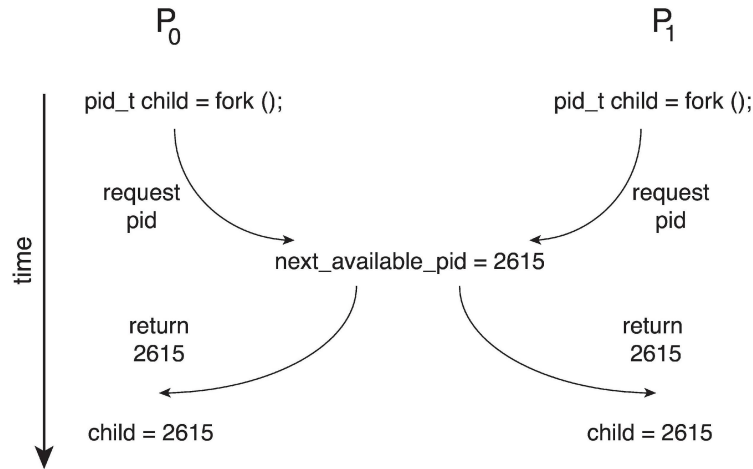 P0 P1
pid_t child = fork (); pid_t child = fork ();
request request
pid pid
time
next_available_pid = 2615
return return
2615 2615
child = 2615 child = 2615